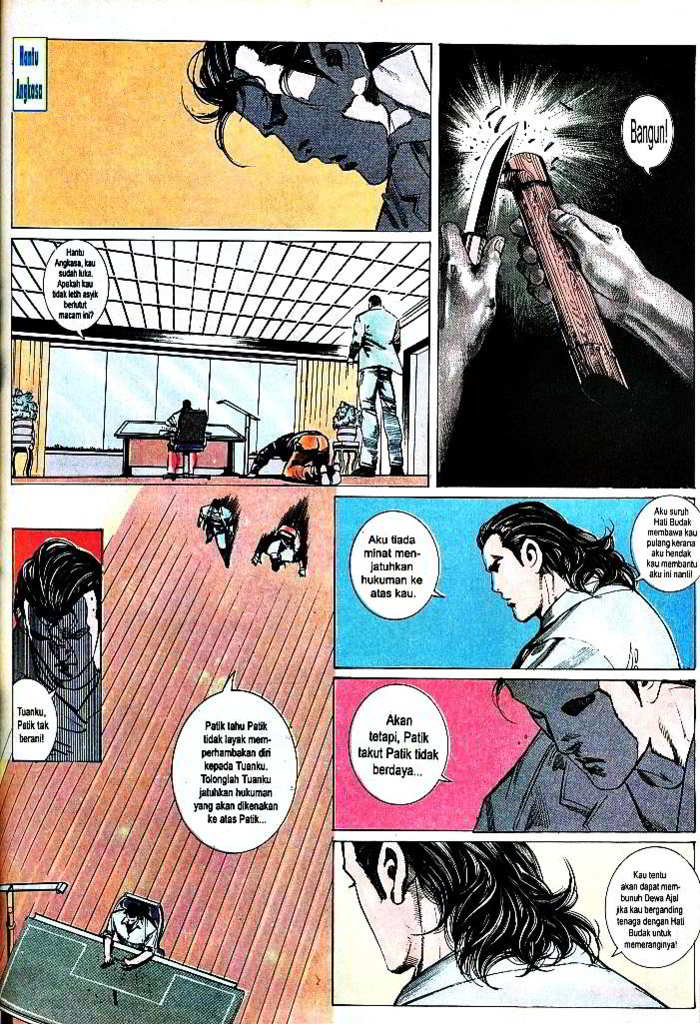 Hantu
Angkasa
Bangun!
Hantu
Angkasa, kau
sudah luka.
Apakah kau
tidak letih asyik
berlutut
macam ini?
Aku tiada
minat men-
jatuhkan
hukuman ke
atas kau.
Aku suruh
Hati Budak
membawa kau
pulang kerana
aku hendak
kau membantu
aku ini nanti!
Tuanku,
Patik tak
berani!
Patik tahu Patik
tidak layak mem-
perhambakan diri
kepada Tuanku.
Tolonglah Tuanku
jatuhkan hukuman
yang akan dikenakan
ke atas Patik...
Akan
tetapi, Patik
takut Patik tidak
berdaya...
Kau tentu
akan dapat mem-
bunuh Dewa Ajal
jika kau berganding
tenaga dengan Hati
Budak untuk
memeranginya!